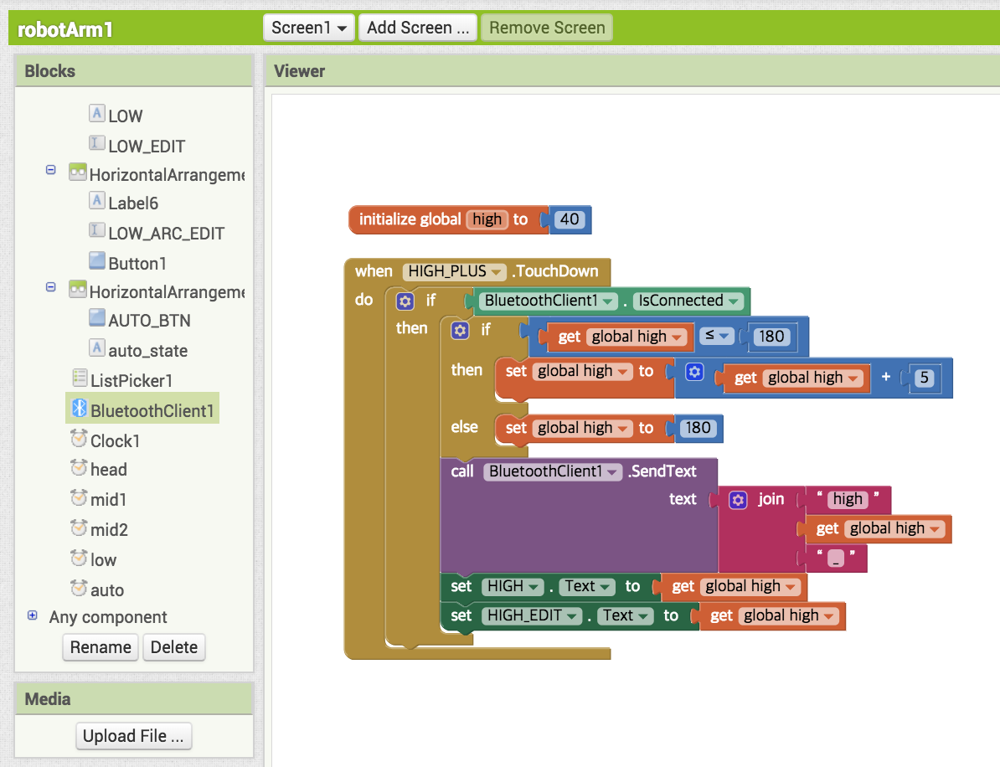 robotArm1 Screen1 Add Screen ... Remove Screen
Blocks
LOW
LOW_EDIT
HorizontalArrangeme
Label6
LOW_ARC_EDIT
Button1
HorizontalArrangeme
AUTO_BTN
auto_state
ListPicker1
BluetoothClient1
Clock1
head
mid1
mid2
low
auto
Any component
Rename Delete
Media
Upload File ...
Viewer
initialize global high to 40
when HIGH_PLUS .TouchDown
do if BluetoothClient1 . IsConnected
then if get global high ≤ 180
then set global high to get global high + 5
else set global high to 180
call BluetoothClient1 .SendText
text join “ high ”
get global high
“ _ ”
set HIGH . Text to get global high
set HIGH_EDIT . Text to get global high